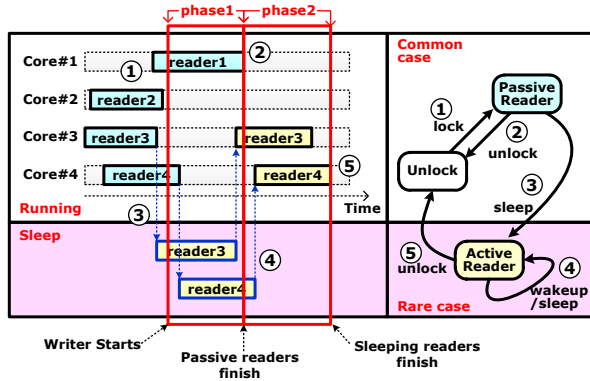 phase1 phase2
Core#1
reader1
①
②
Core#2
reader2
Core#3
reader3
reader3
Core#4
reader4
reader4
⑤
Running
Time
Sleep
③
reader3
④
reader4
Writer Starts
Passive readers
finish
Sleeping readers
finish
Common
case
Passive
Reader
①
lock
②
unlock
Unlock
③
sleep
⑤
unlock
Active
Reader
④
wakeup
/sleep
Rare case